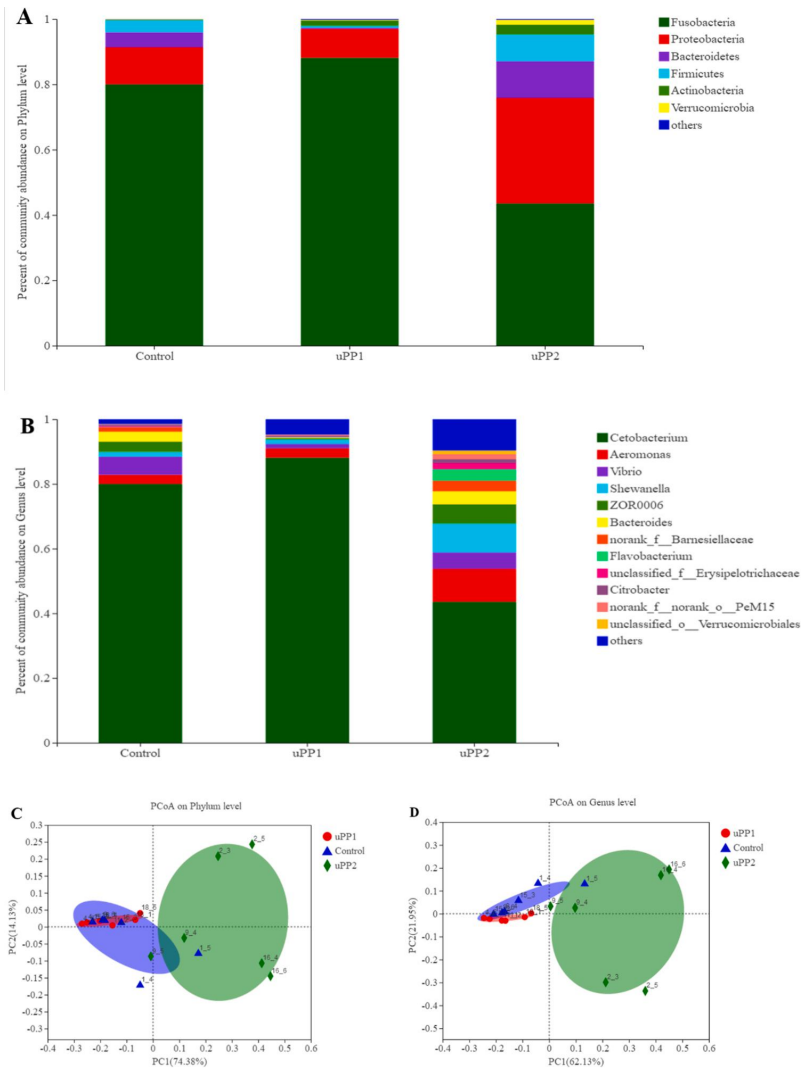 A
Percent of community abundance on Phylum level
1
0.8
0.6
0.4
0.2
0
Control
uPP1
uPP2
Fusobacteria
Proteobacteria
Bacteroidetes
Firmicutes
Actinobacteria
Verrucomicrobia
others
B
Percent of community abundance on Genus level
1
0.8
0.6
0.4
0.2
0
Control
uPP1
uPP2
Cetobacterium
Aeromonas
Vibrio
Shewanella
ZOR0006
Bacteroides
norank_f__Barnesiellaceae
Flavobacterium
unclassified_f__Erysipelotrichaceae
Citrobacter
norank_f__norank_o__PeM15
unclassified_o__Verrucomicrobiales
others
C
PCoA on Phylum level
uPP1
Control
uPP2
PC2(14.13%)
0.3
0.25
0.2
0.15
0.1
0.05
0
-0.05
-0.1
-0.15
-0.2
-0.25
-0.3
-0.4
-0.3
-0.2
-0.1
0
0.1
0.2
0.3
0.4
0.5
0.6
PC1(74.38%)
2_5
2_3
1_5
1_4
16_4
16_6
D
PCoA on Genus level
uPP1
Control
uPP2
PC2(21.95%)
0.4
0.3
0.2
0.1
0
-0.1
-0.2
-0.3
-0.4
-0.5
-0.4
-0.3
-0.2
-0.1
0
0.1
0.2
0.3
0.4
0.5
0.6
PC1(62.13%)
1_4
1_5
16_6
2_3
2_5